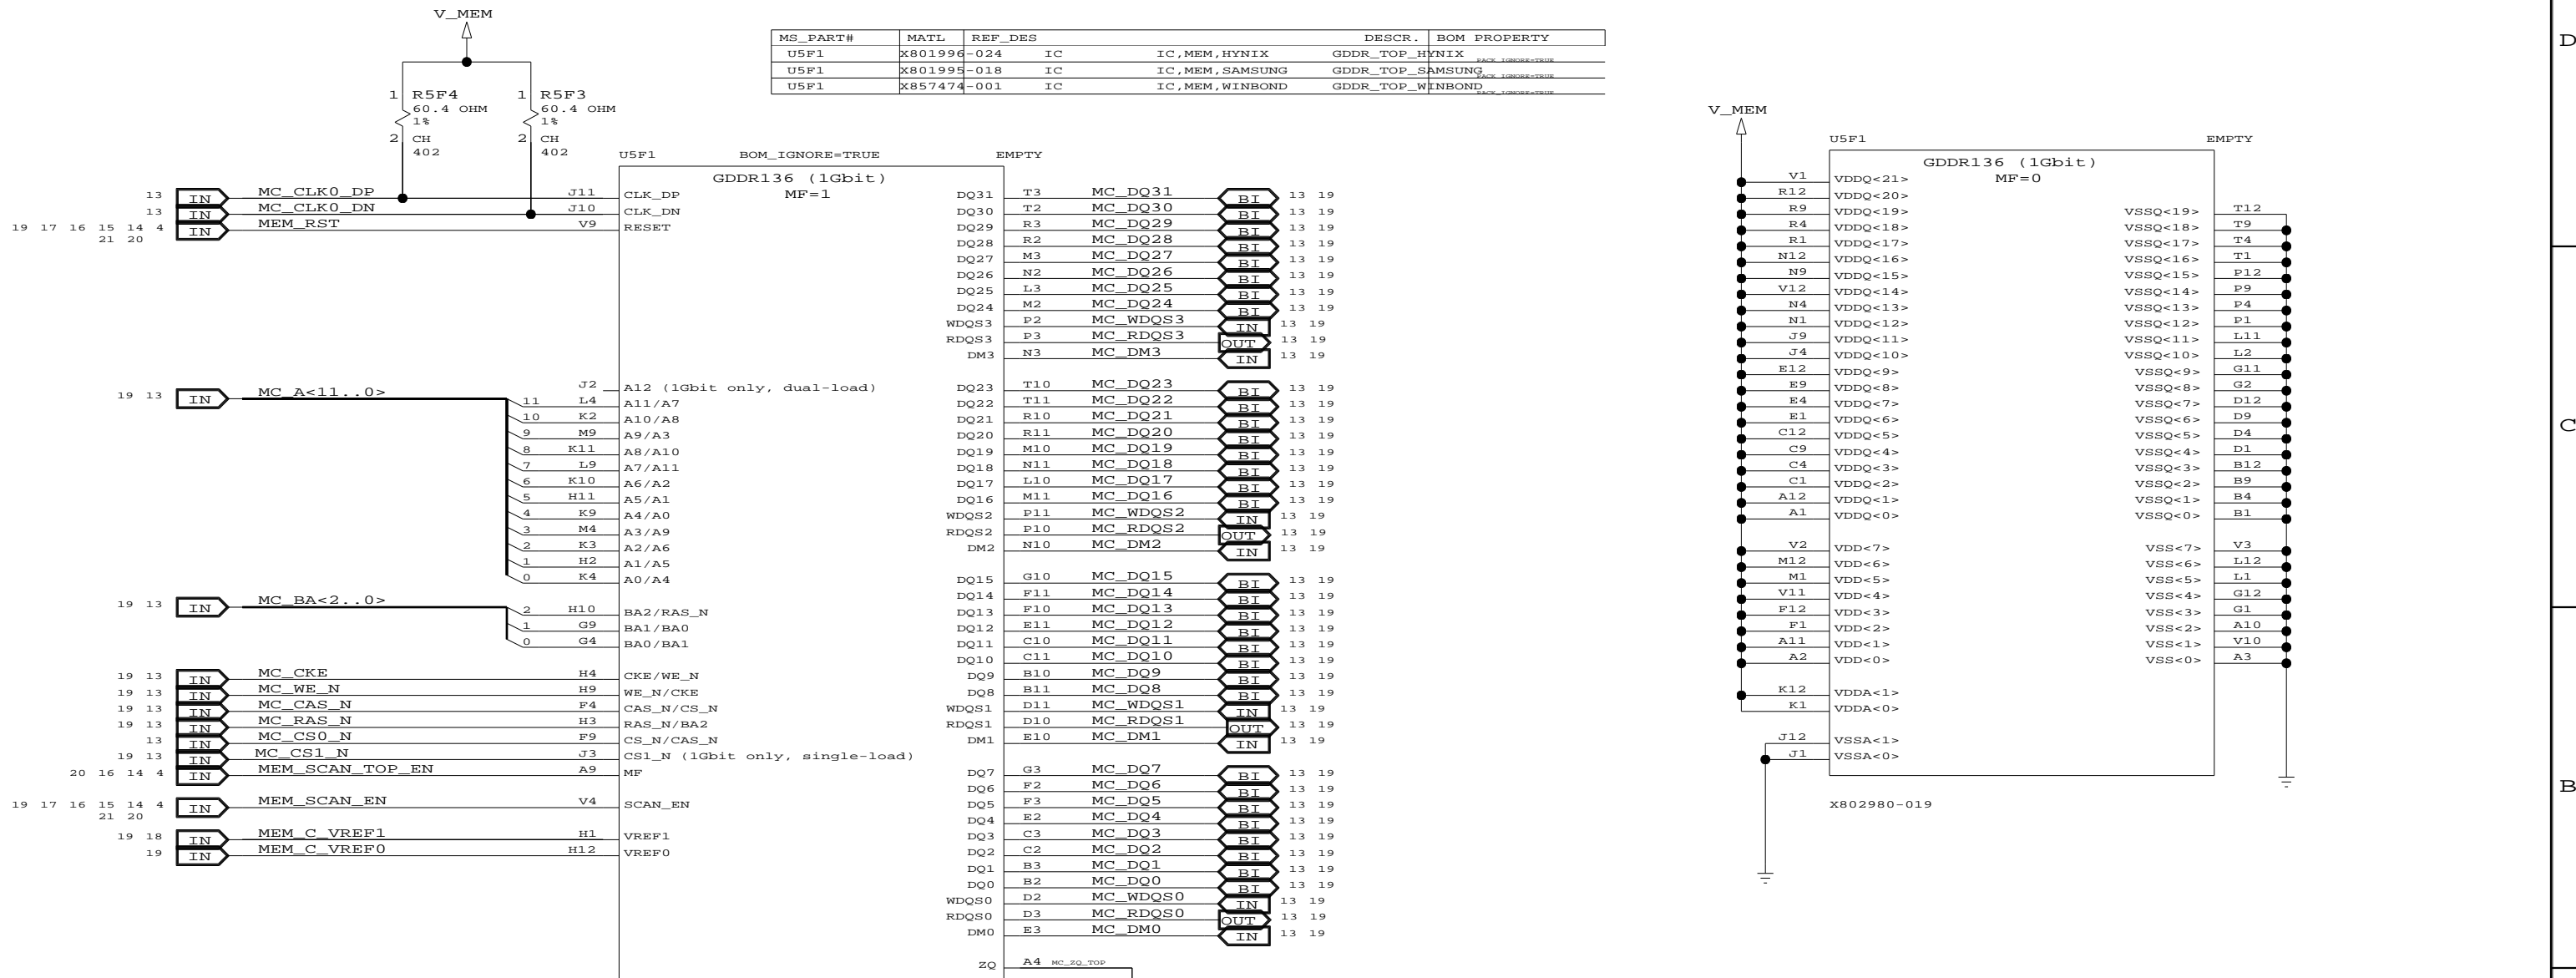 V_MEM
MS_PART# MATL REF_DES DESCR. BOM PROPERTY
U5F1 X801996-024 IC IC,MEM,HYNIX GDDR_TOP_HYNIX PACK_IGNORE=TRUE
U5F1 X801995-018 IC IC,MEM,SAMSUNG GDDR_TOP_SAMSUNG PACK_IGNORE=TRUE
U5F1 X857474-001 IC IC,MEM,WINBOND GDDR_TOP_WINBOND PACK_IGNORE=TRUE
1 R5F4 60.4 OHM 1% 2 CH 402
1 R5F3 60.4 OHM 1% 2 CH 402
U5F1 BOM_IGNORE=TRUE EMPTY
GDDR136 (1Gbit)
MF=1
13 IN MC_CLK0_DP J11 CLK_DP
13 IN MC_CLK0_DN J10 CLK_DN
19 17 16 15 14 4 IN MEM_RST V9 RESET
21 20
19 13 IN MC_A<11..0>
J2 A12 (1Gbit only, dual-load)
11 L4 A11/A7
10 K2 A10/A8
9 M9 A9/A3
8 K11 A8/A10
7 L9 A7/A11
6 K10 A6/A2
5 H11 A5/A1
4 K9 A4/A0
3 M4 A3/A9
2 K3 A2/A6
1 H2 A1/A5
0 K4 A0/A4
19 13 IN MC_BA<2..0>
2 H10 BA2/RAS_N
1 G9 BA1/BA0
0 G4 BA0/BA1
19 13 IN MC_CKE H4 CKE/WE_N
19 13 IN MC_WE_N H9 WE_N/CKE
19 13 IN MC_CAS_N F4 CAS_N/CS_N
19 13 IN MC_RAS_N H3 RAS_N/BA2
13 IN MC_CS0_N F9 CS_N/CAS_N
19 13 IN MC_CS1_N J3 CS1_N (1Gbit only, single-load)
20 16 14 4 IN MEM_SCAN_TOP_EN A9 MF
19 17 16 15 14 4 IN MEM_SCAN_EN V4 SCAN_EN
21 20
19 18 IN MEM_C_VREF1 H1 VREF1
19 IN MEM_C_VREF0 H12 VREF0
DQ31 T3 MC_DQ31 BI 13 19
DQ30 T2 MC_DQ30 BI 13 19
DQ29 R3 MC_DQ29 BI 13 19
DQ28 R2 MC_DQ28 BI 13 19
DQ27 M3 MC_DQ27 BI 13 19
DQ26 N2 MC_DQ26 BI 13 19
DQ25 L3 MC_DQ25 BI 13 19
DQ24 M2 MC_DQ24 BI 13 19
WDQS3 P2 MC_WDQS3 IN 13 19
RDQS3 P3 MC_RDQS3 OUT 13 19
DM3 N3 MC_DM3 IN 13 19
DQ23 T10 MC_DQ23 BI 13 19
DQ22 T11 MC_DQ22 BI 13 19
DQ21 R10 MC_DQ21 BI 13 19
DQ20 R11 MC_DQ20 BI 13 19
DQ19 M10 MC_DQ19 BI 13 19
DQ18 N11 MC_DQ18 BI 13 19
DQ17 L10 MC_DQ17 BI 13 19
DQ16 M11 MC_DQ16 BI 13 19
WDQS2 P11 MC_WDQS2 IN 13 19
RDQS2 P10 MC_RDQS2 OUT 13 19
DM2 N10 MC_DM2 IN 13 19
DQ15 G10 MC_DQ15 BI 13 19
DQ14 F11 MC_DQ14 BI 13 19
DQ13 F10 MC_DQ13 BI 13 19
DQ12 E11 MC_DQ12 BI 13 19
DQ11 C10 MC_DQ11 BI 13 19
DQ10 C11 MC_DQ10 BI 13 19
DQ9 B10 MC_DQ9 BI 13 19
DQ8 B11 MC_DQ8 BI 13 19
WDQS1 D11 MC_WDQS1 IN 13 19
RDQS1 D10 MC_RDQS1 OUT 13 19
DM1 E10 MC_DM1 IN 13 19
DQ7 G3 MC_DQ7 BI 13 19
DQ6 F2 MC_DQ6 BI 13 19
DQ5 F3 MC_DQ5 BI 13 19
DQ4 E2 MC_DQ4 BI 13 19
DQ3 C3 MC_DQ3 BI 13 19
DQ2 C2 MC_DQ2 BI 13 19
DQ1 B3 MC_DQ1 BI 13 19
DQ0 B2 MC_DQ0 BI 13 19
WDQS0 D2 MC_WDQS0 IN 13 19
RDQS0 D3 MC_RDQS0 OUT 13 19
DM0 E3 MC_DM0 IN 13 19
ZQ A4 MC_ZQ_TOP
V_MEM
U5F1 EMPTY
GDDR136 (1Gbit)
MF=0
V1 VDDQ<21>
R12 VDDQ<20>
R9 VDDQ<19> VSSQ<19> T12
R4 VDDQ<18> VSSQ<18> T9
R1 VDDQ<17> VSSQ<17> T4
N12 VDDQ<16> VSSQ<16> T1
N9 VDDQ<15> VSSQ<15> P12
V12 VDDQ<14> VSSQ<14> P9
N4 VDDQ<13> VSSQ<13> P4
N1 VDDQ<12> VSSQ<12> P1
J9 VDDQ<11> VSSQ<11> L11
J4 VDDQ<10> VSSQ<10> L2
E12 VDDQ<9> VSSQ<9> G11
E9 VDDQ<8> VSSQ<8> G2
E4 VDDQ<7> VSSQ<7> D12
E1 VDDQ<6> VSSQ<6> D9
C12 VDDQ<5> VSSQ<5> D4
C9 VDDQ<4> VSSQ<4> D1
C4 VDDQ<3> VSSQ<3> B12
C1 VDDQ<2> VSSQ<2> B9
A12 VDDQ<1> VSSQ<1> B4
A1 VDDQ<0> VSSQ<0> B1
V2 VDD<7> VSS<7> V3
M12 VDD<6> VSS<6> L12
M1 VDD<5> VSS<5> L1
V11 VDD<4> VSS<4> G12
F12 VDD<3> VSS<3> G1
F1 VDD<2> VSS<2> A10
A11 VDD<1> VSS<1> V10
A2 VDD<0> VSS<0> A3
K12 VDDA<1>
K1 VDDA<0>
J12 VSSA<1>
J1 VSSA<0>
X802980-019
D
C
B